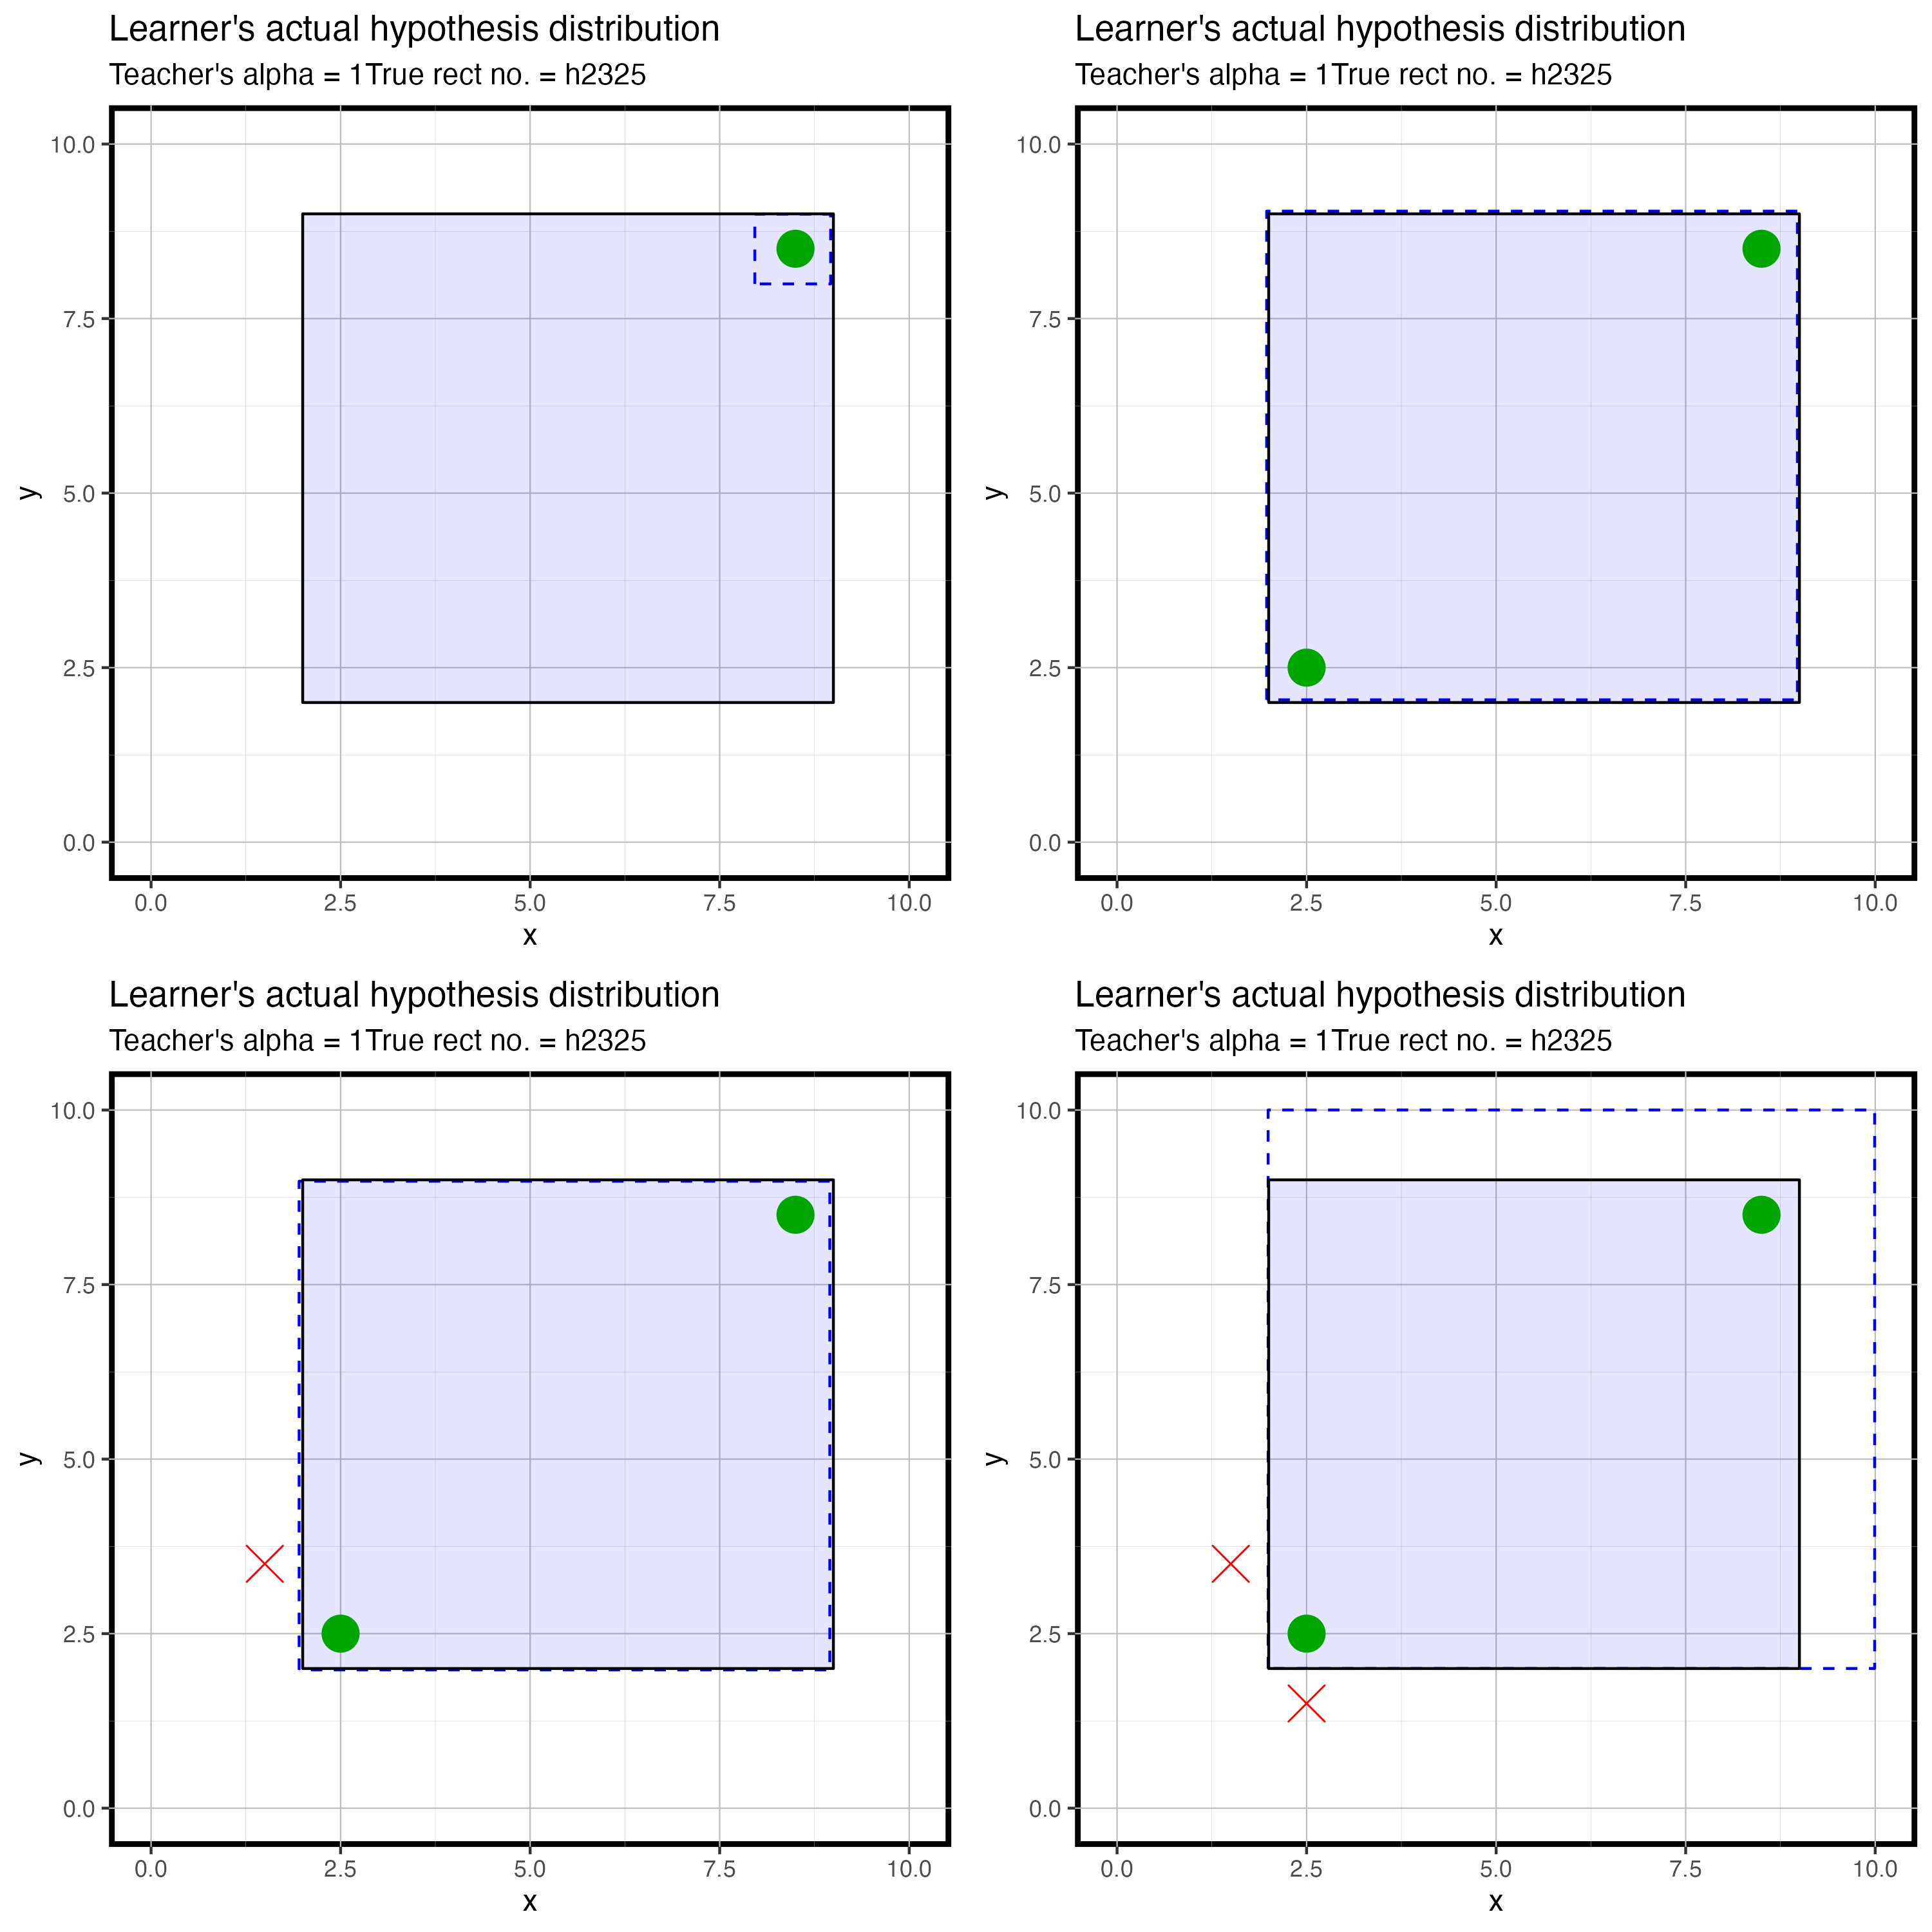 Learner's actual hypothesis distribution
Teacher's alpha = 1True rect no. = h2325
10.0
7.5
5.0
2.5
0.0
y
0.0 2.5 5.0 7.5 10.0
x
Learner's actual hypothesis distribution
Teacher's alpha = 1True rect no. = h2325
10.0
7.5
5.0
2.5
0.0
y
0.0 2.5 5.0 7.5 10.0
x
Learner's actual hypothesis distribution
Teacher's alpha = 1True rect no. = h2325
10.0
7.5
5.0
2.5
0.0
y
0.0 2.5 5.0 7.5 10.0
x
Learner's actual hypothesis distribution
Teacher's alpha = 1True rect no. = h2325
10.0
7.5
5.0
2.5
0.0
y
0.0 2.5 5.0 7.5 10.0
x